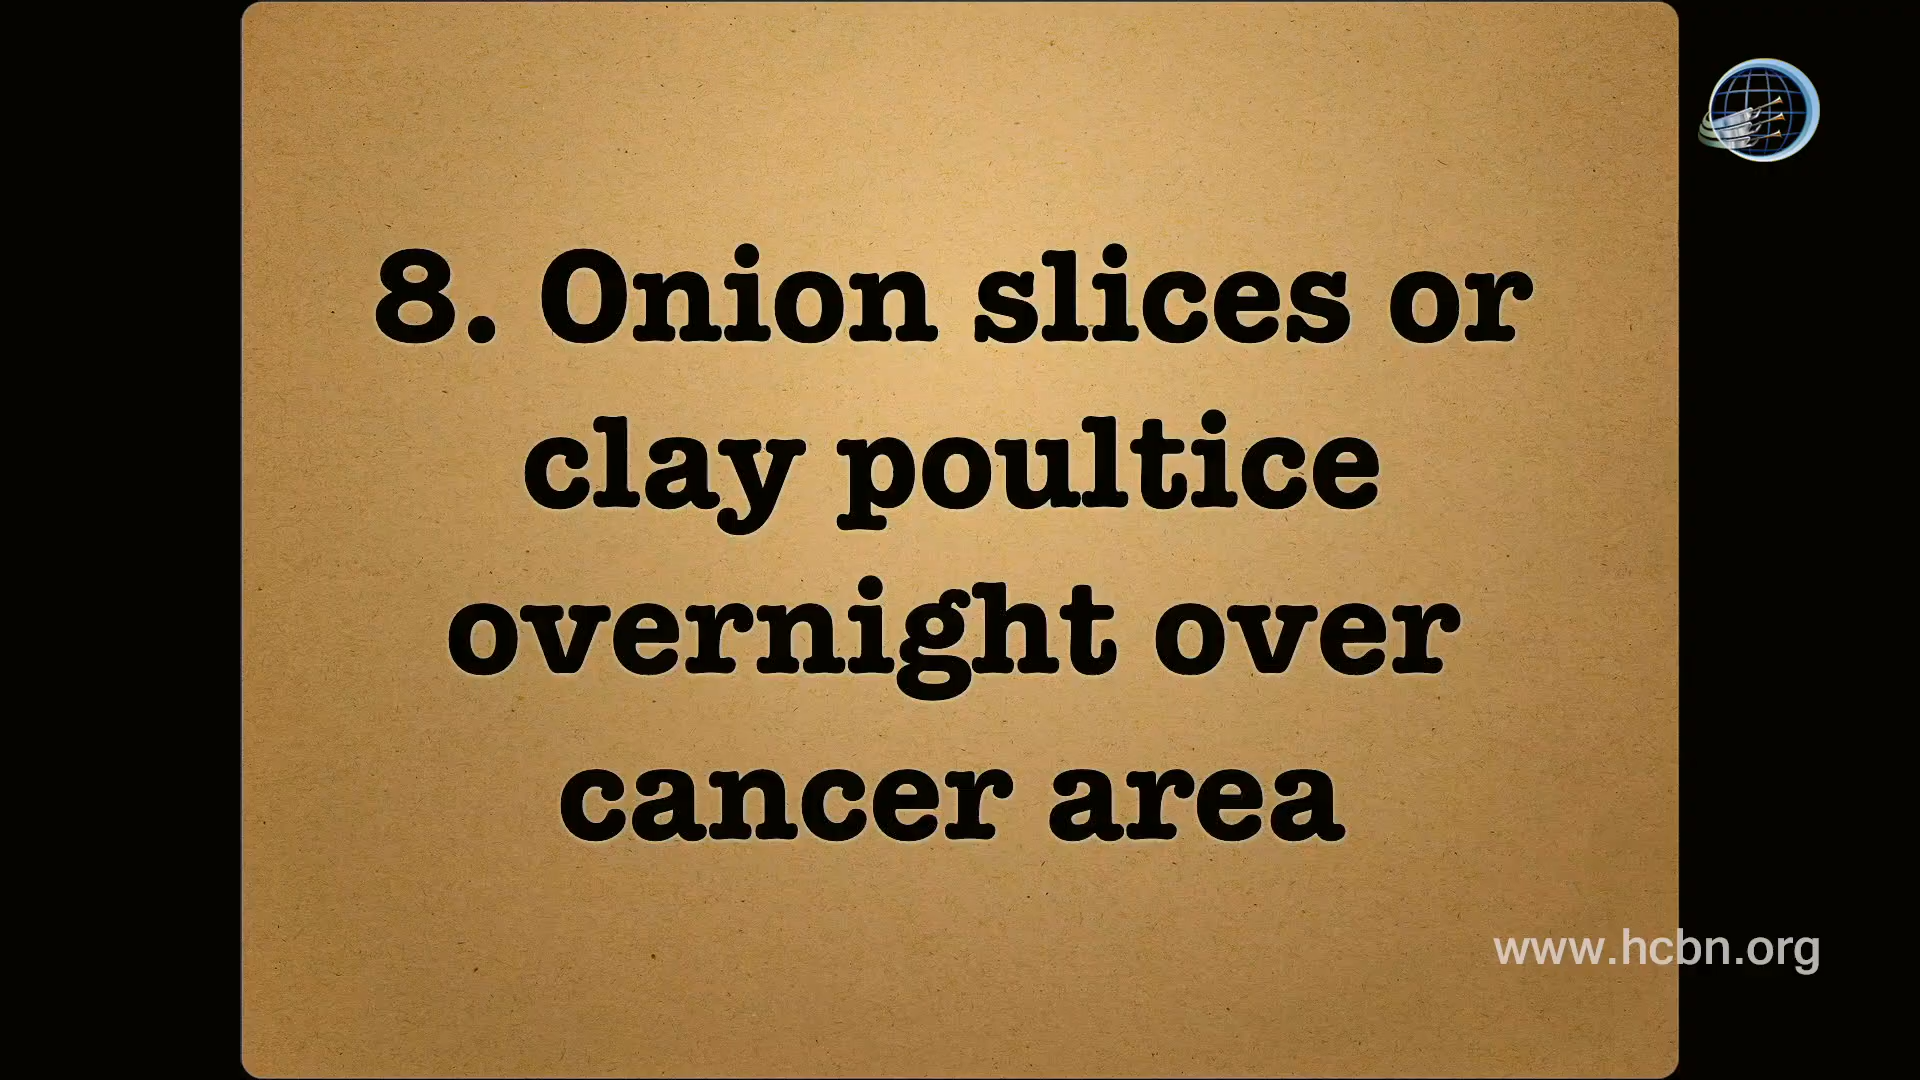 8. Onion slices or
clay poultice
overnight over
cancer area
www.hcbn.org